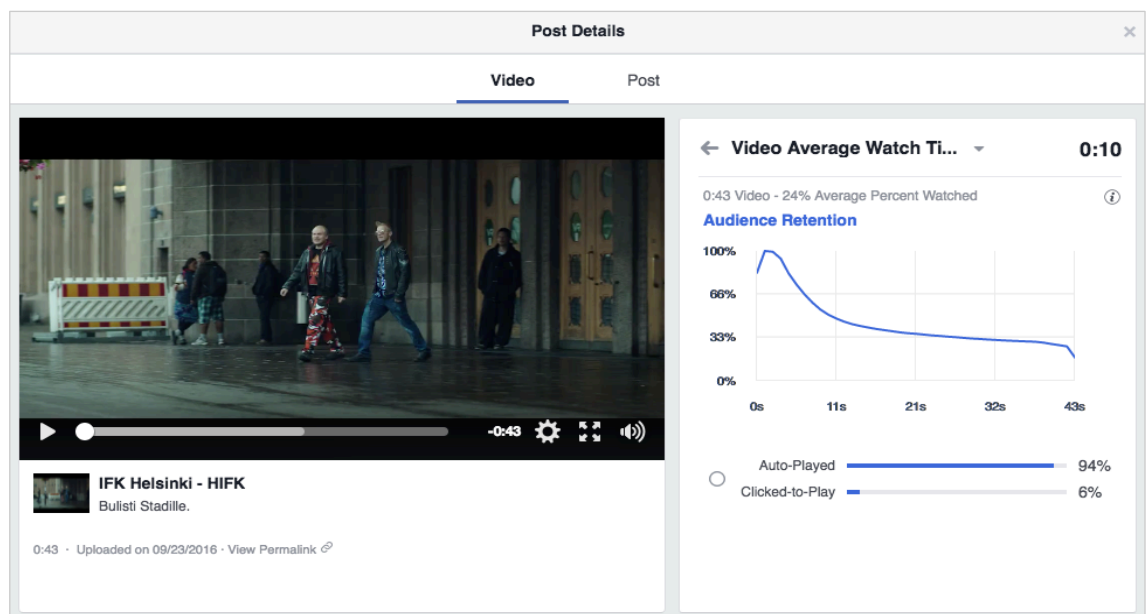 Post Details
Video Post
-0:43
IFK Helsinki - HIFK
Bulisti Stadille.
0:43 · Uploaded on 09/23/2016 · View Permalink
Video Average Watch Ti... 0:10
0:43 Video - 24% Average Percent Watched
Audience Retention
100%
66%
33%
0%
0s 11s 21s 32s 43s
Auto-Played 94%
Clicked-to-Play 6%